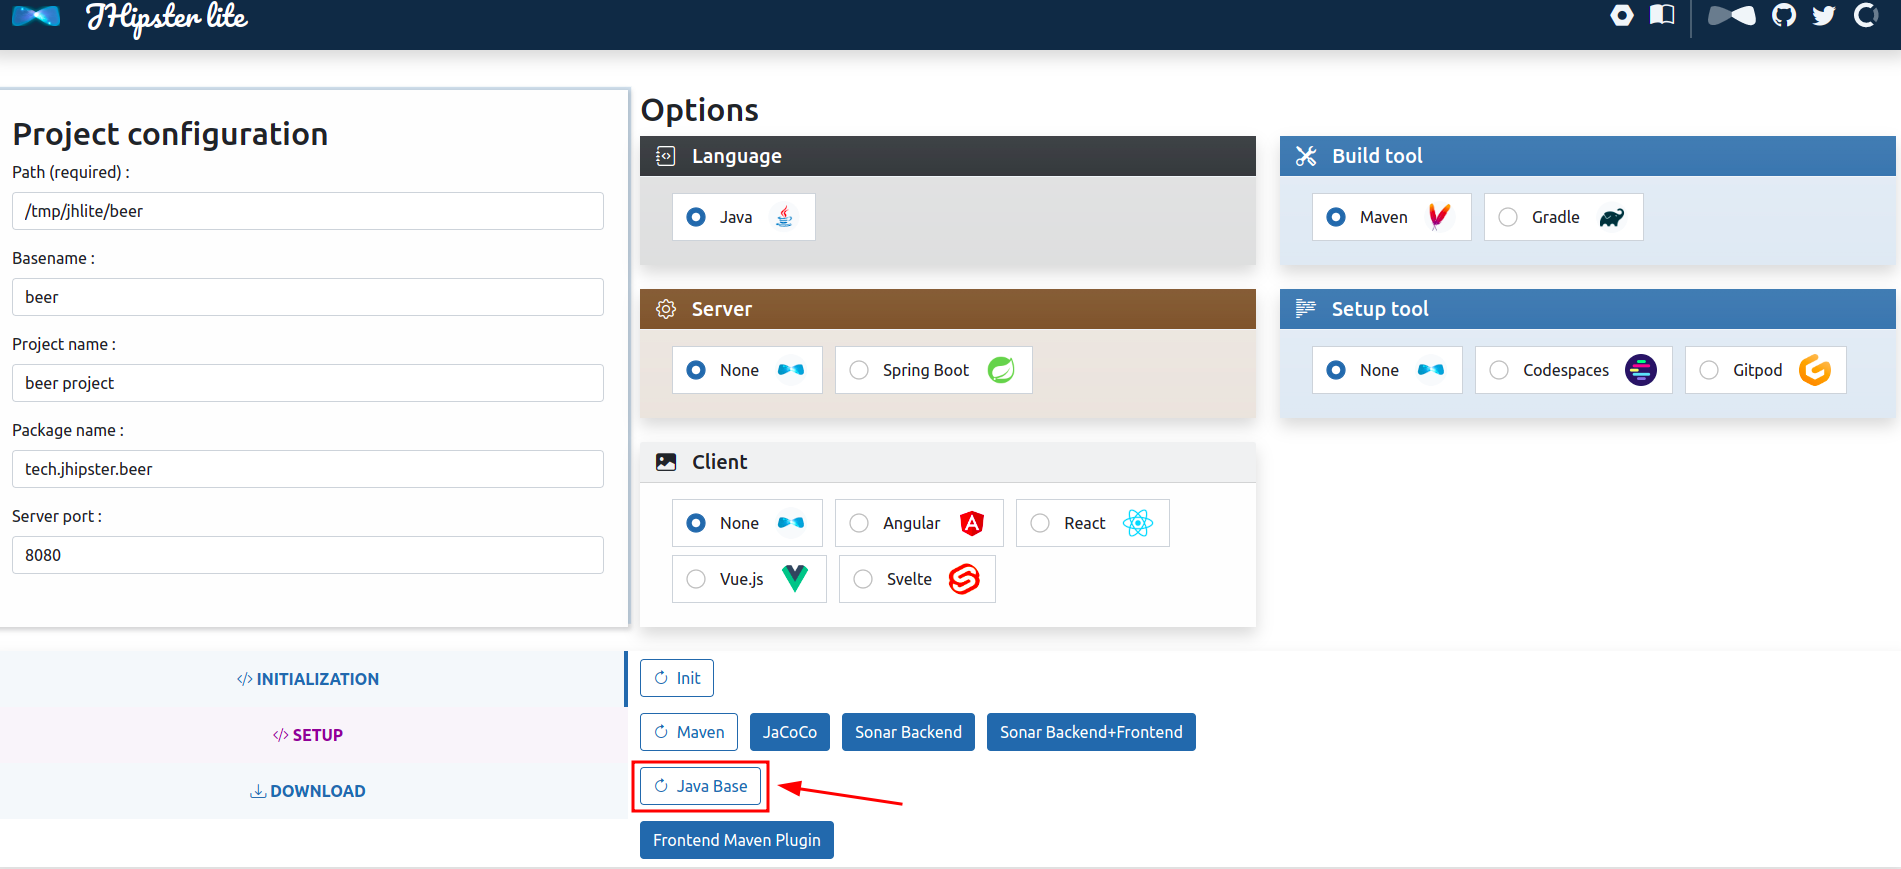 JHipster lite
Project configuration
Path (required) :
/tmp/jhlite/beer
Basename :
beer
Project name :
beer project
Package name :
tech.jhipster.beer
Server port :
8080
Options
Language
Java
Build tool
Maven
Gradle
Server
None
Spring Boot
Setup tool
None
Codespaces
Gitpod
Client
None
Angular
React
Vue.js
Svelte
INITIALIZATION
SETUP
DOWNLOAD
Init
Maven
JaCoCo
Sonar Backend
Sonar Backend+Frontend
Java Base
Frontend Maven Plugin